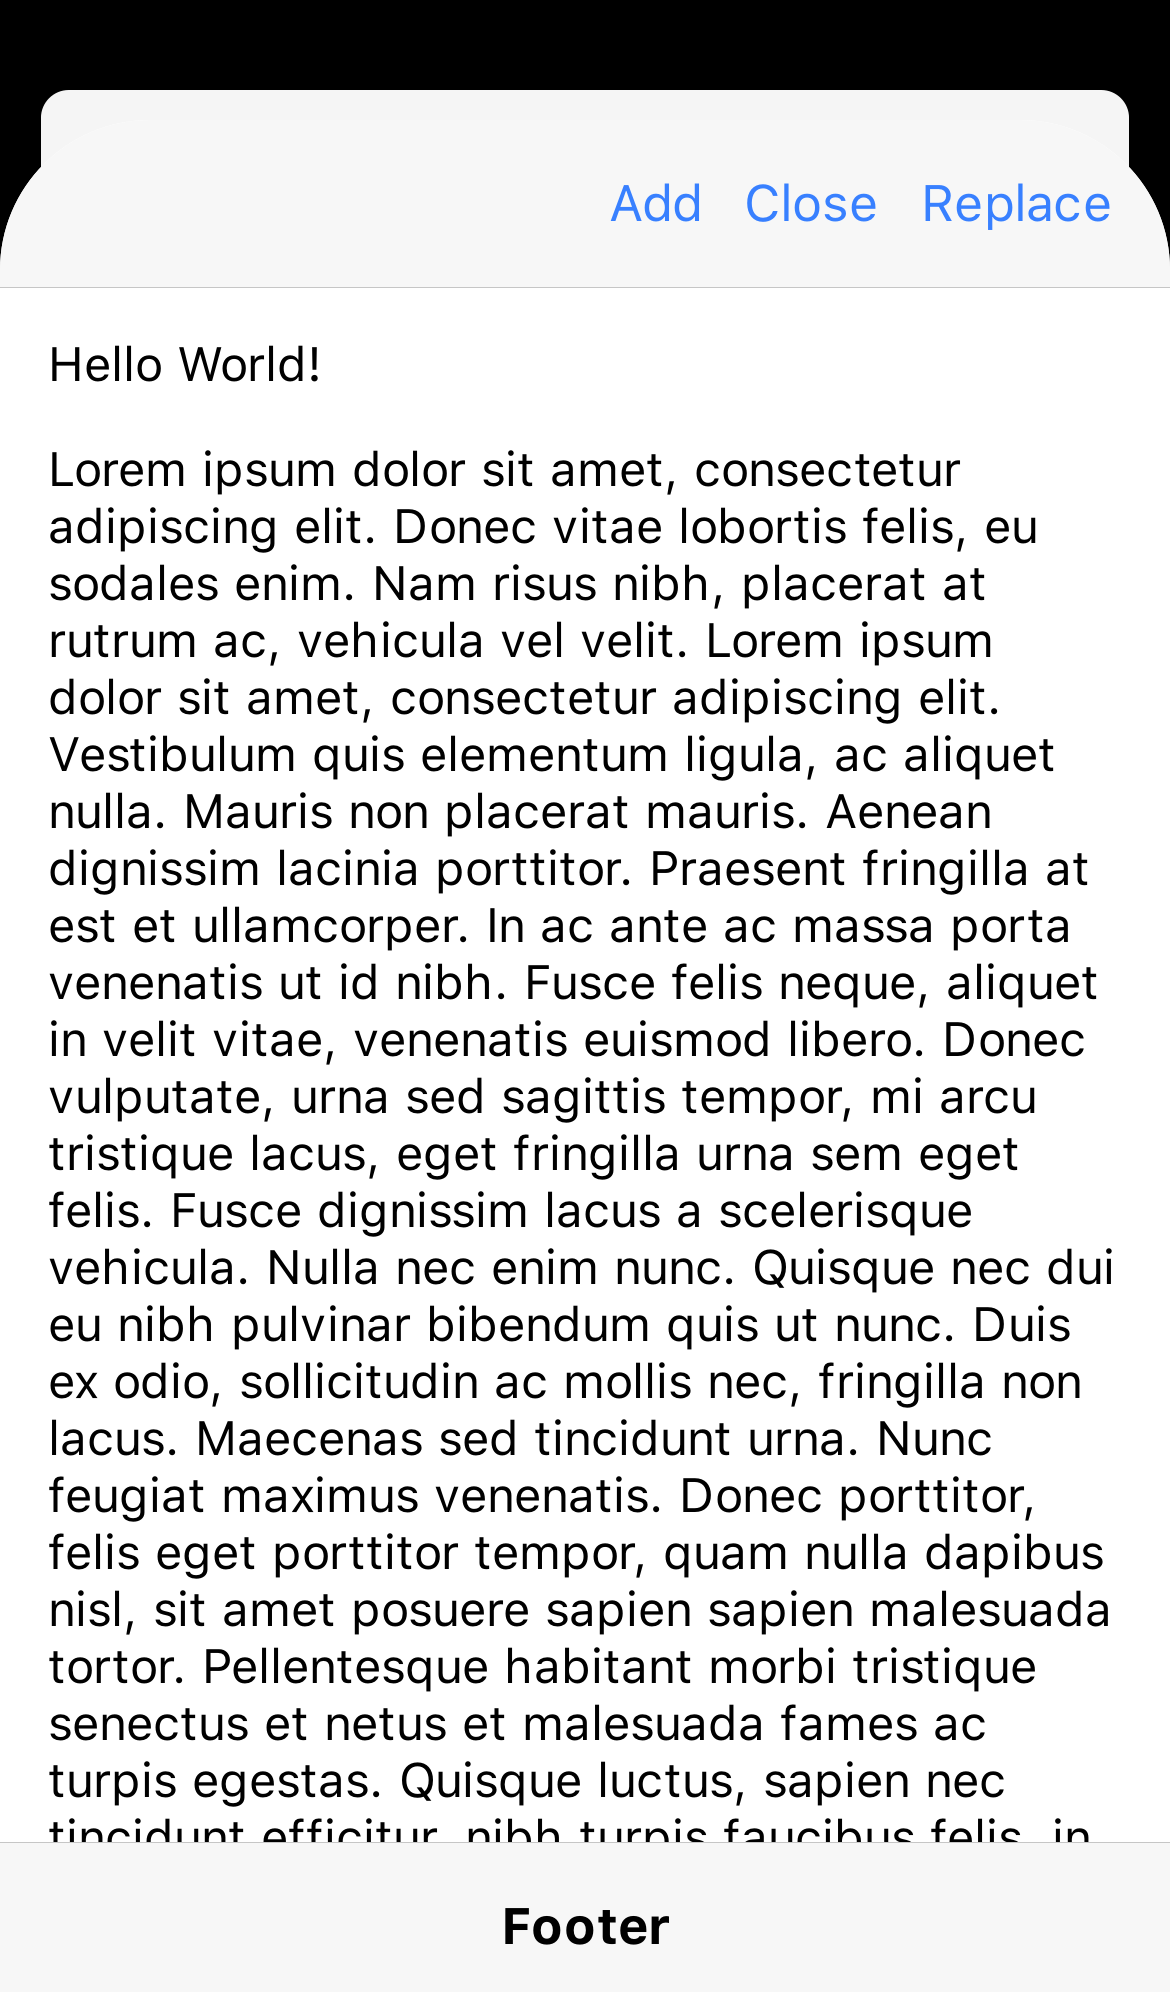 Add Close Replace
Hello World!
Lorem ipsum dolor sit amet, consectetur
adipiscing elit. Donec vitae lobortis felis, eu
sodales enim. Nam risus nibh, placerat at
rutrum ac, vehicula vel velit. Lorem ipsum
dolor sit amet, consectetur adipiscing elit.
Vestibulum quis elementum ligula, ac aliquet
nulla. Mauris non placerat mauris. Aenean
dignissim lacinia porttitor. Praesent fringilla at
est et ullamcorper. In ac ante ac massa porta
venenatis ut id nibh. Fusce felis neque, aliquet
in velit vitae, venenatis euismod libero. Donec
vulputate, urna sed sagittis tempor, mi arcu
tristique lacus, eget fringilla urna sem eget
felis. Fusce dignissim lacus a scelerisque
vehicula. Nulla nec enim nunc. Quisque nec dui
eu nibh pulvinar bibendum quis ut nunc. Duis
ex odio, sollicitudin ac mollis nec, fringilla non
lacus. Maecenas sed tincidunt urna. Nunc
feugiat maximus venenatis. Donec porttitor,
felis eget porttitor tempor, quam nulla dapibus
nisl, sit amet posuere sapien sapien malesuada
tortor. Pellentesque habitant morbi tristique
senectus et netus et malesuada fames ac
turpis egestas. Quisque luctus, sapien nec
tincidunt efficitur, nibh turpis faucibus felis, in
Footer